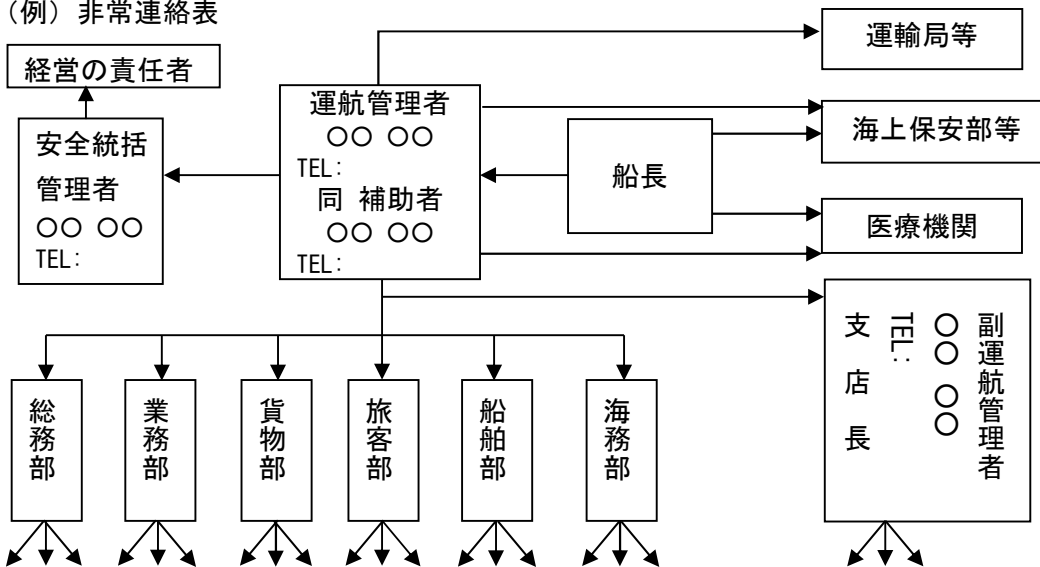 （例）非常連絡表
経営の責任者
安全統括
管理者
○○ ○○
TEL:
運航管理者
○○ ○○
TEL:
同 補助者
○○ ○○
TEL:
船長
運輸局等
海上保安部等
医療機関
副運航管理者
○○ ○○
TEL:
支店長
総務部
業務部
貨物部
旅客部
船舶部
海務部